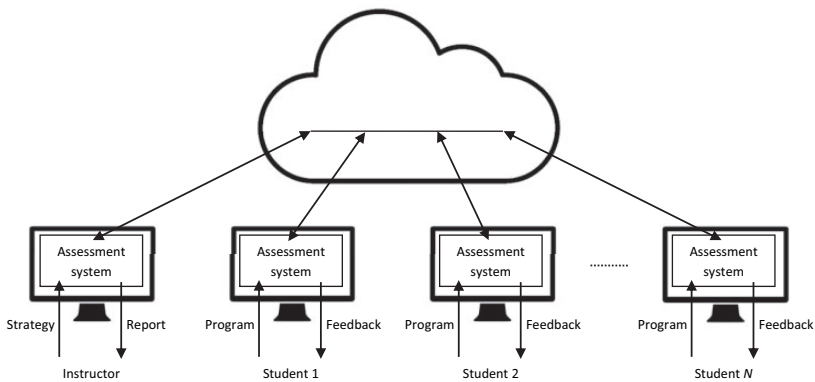 Assessment system
Assessment system
Assessment system
Assessment system
Strategy
Report
Program
Feedback
Program
Feedback
Program
Feedback
Instructor
Student 1
Student 2
Student N